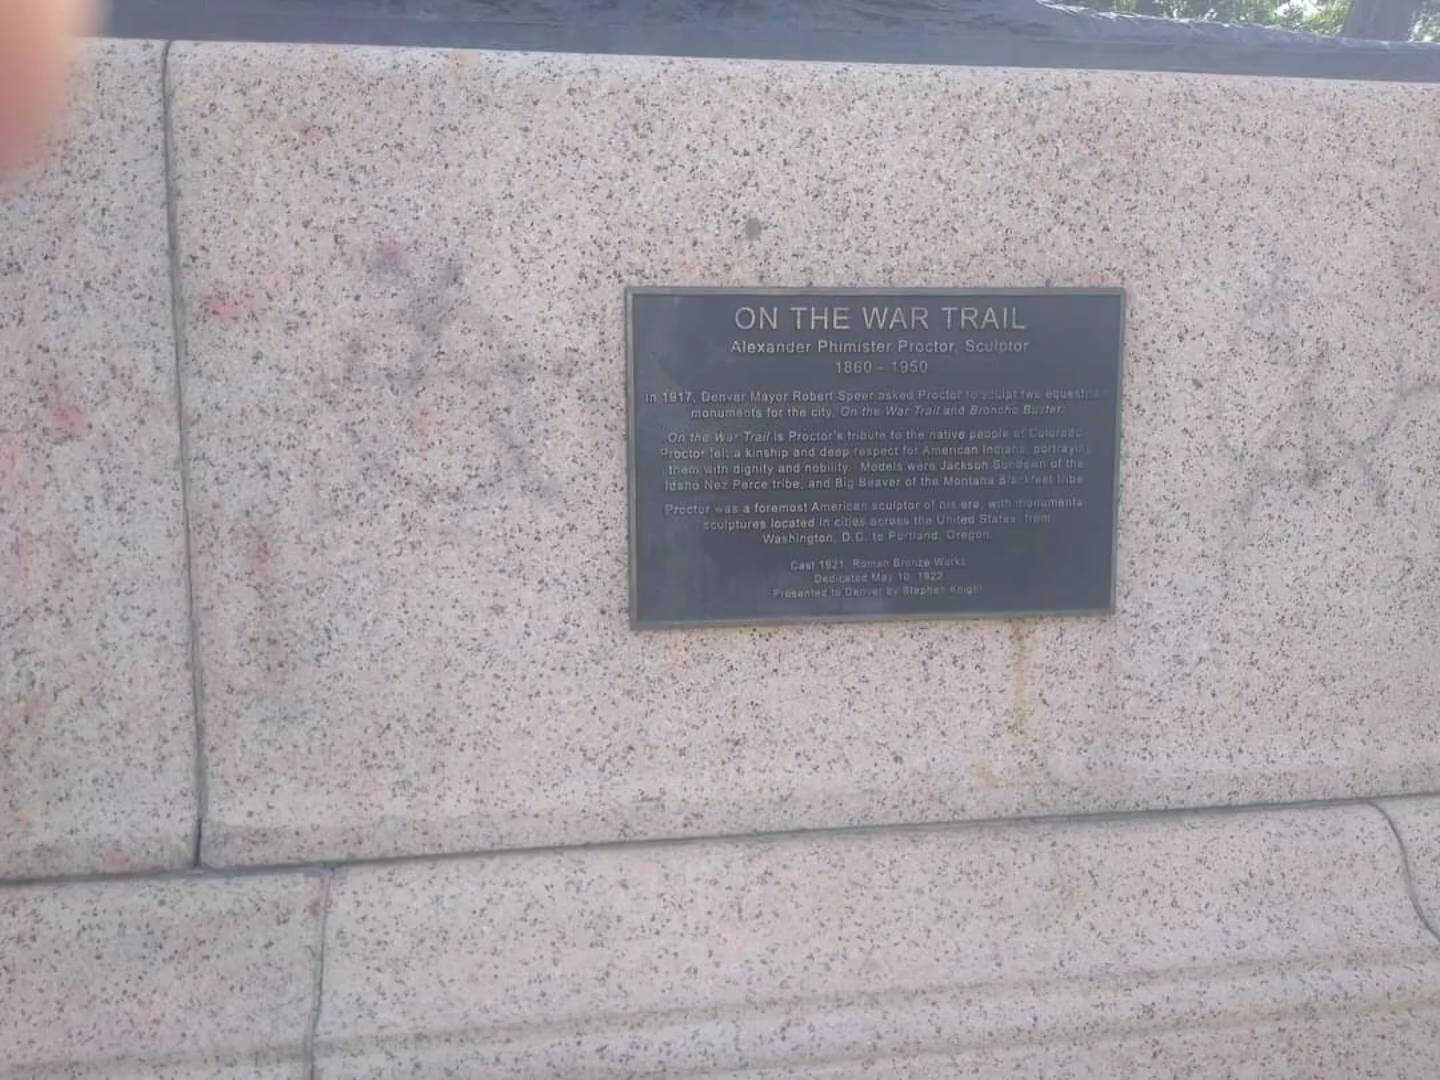 ON THE WAR TRAIL
Alexander Phimister Proctor, Sculptor
1860 - 1950
In 1917, Denver Mayor Robert Speer asked Proctor to sculpt two equestrian
monuments for the city, On the War Trail and Broncho Buster.
On the War Trail is Proctor's tribute to the native people of Colorado.
Proctor felt a kinship and deep respect for American Indians, portraying
them with dignity and nobility. Models were Jackson Sundown of the
Idaho Nez Perce tribe, and Big Beaver of the Montana Blackfeet tribe.
Proctor was a foremost American sculptor of his era, with monumental
sculptures located in cities across the United States, from
Washington, D.C. to Portland, Oregon.
Cast 1921, Roman Bronze Works
Dedicated May 10, 1922
Presented to Denver by Stephen Knight